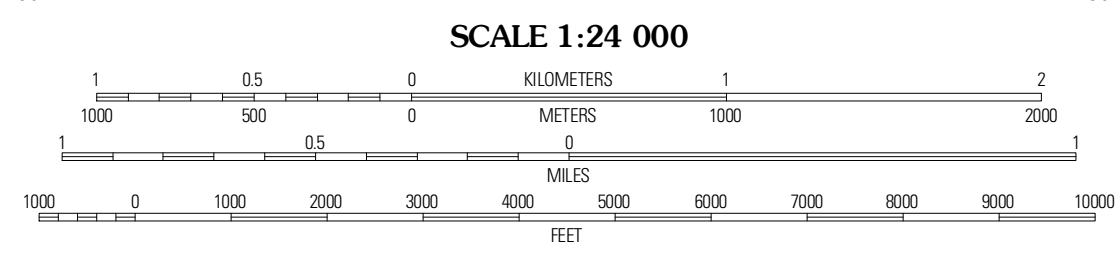 SCALE 1:24 000
1 0.5 0 KILOMETERS 1 2
1000 500 0 METERS 1000 2000
1 0.5 0 1
MILES
1000 0 1000 2000 3000 4000 5000 6000 7000 8000 9000 10000
FEET